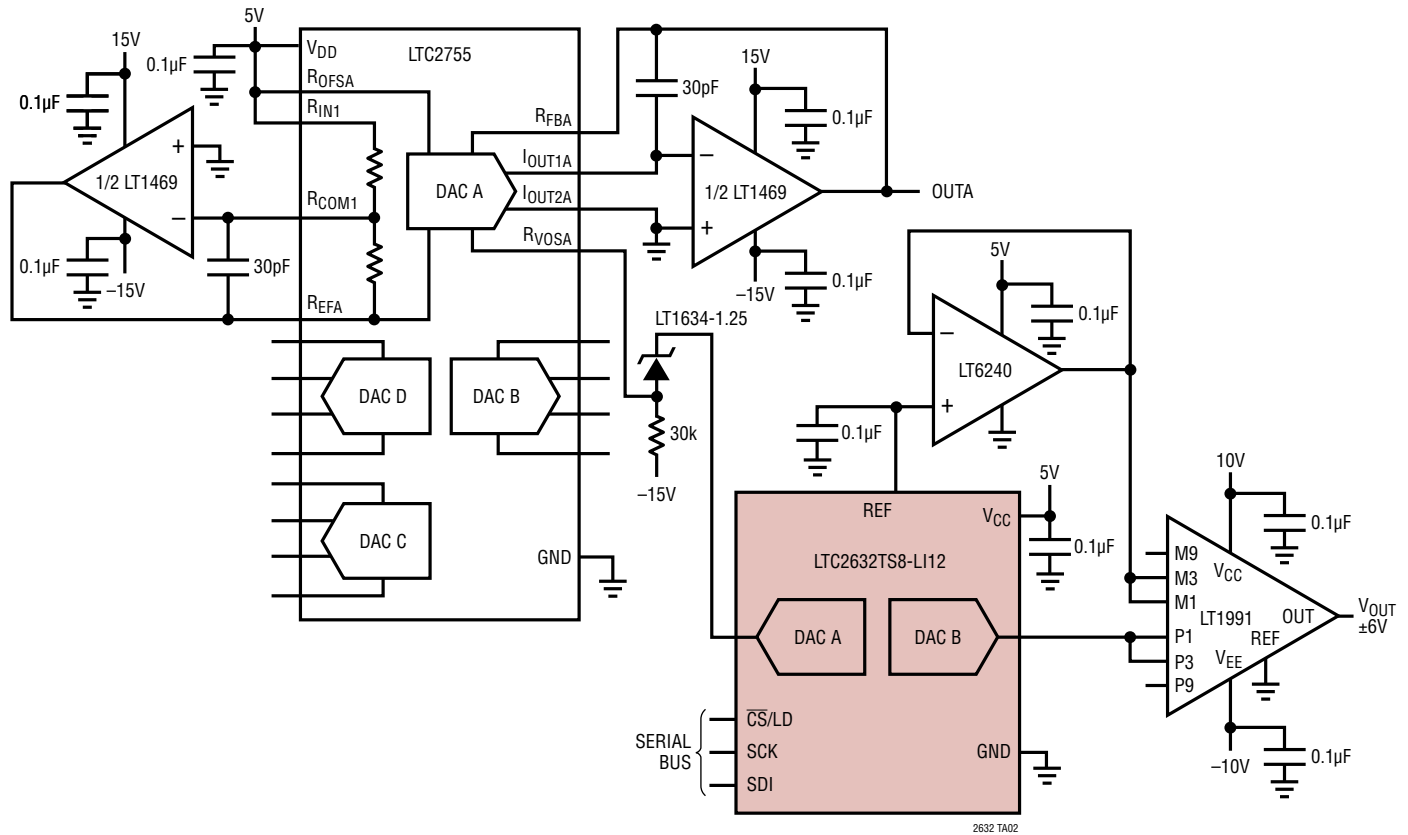 5V
15V
0.1µF
0.1µF
VDD
LTC2755
ROFSA
RIN1
+
1/2 LT1469
–
RCOM1
0.1µF
–15V
30pF
REFA
DAC A
RFBA
IOUT1A
IOUT2A
RVOSA
30pF
15V
0.1µF
–
1/2 LT1469
+
OUTA
–15V
0.1µF
DAC D
DAC B
DAC C
GND
LT1634-1.25
30k
–15V
5V
0.1µF
–
LT6240
+
0.1µF
5V
0.1µF
REF
VCC
LTC2632TS8-LI12
DAC A
DAC B
SERIAL
BUS
CS/LD
SCK
SDI
GND
10V
0.1µF
M9
M3
M1
P1
P3
P9
VCC
LT1991
OUT
REF
VEE
VOUT
±6V
–10V
0.1µF
2632 TA02